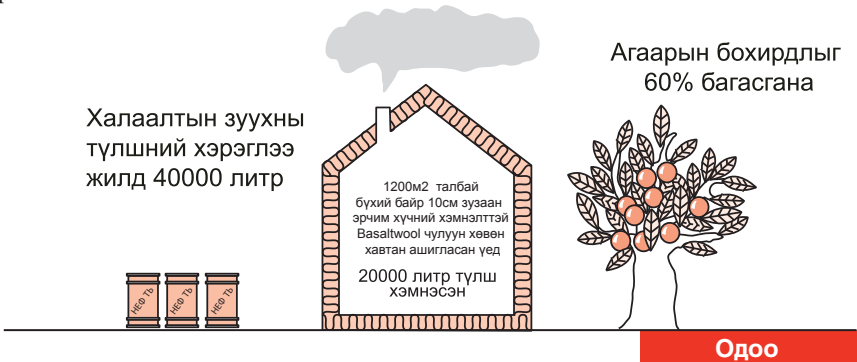 Халаалтын зуухны
түлшний хэрэглээ
жилд 40000 литр
НЕФТЬ
НЕФТЬ
НЕФТЬ
1200м2 талбай
бүхий байр 10см зузаан
эрчим хүчний хэмнэлттэй
Basaltwool чулуун хөвөн
хавтан ашигласан үед
20000 литр түлш
хэмнэсэн
Агаарын бохирдлыг
60% багасгана
Одоо